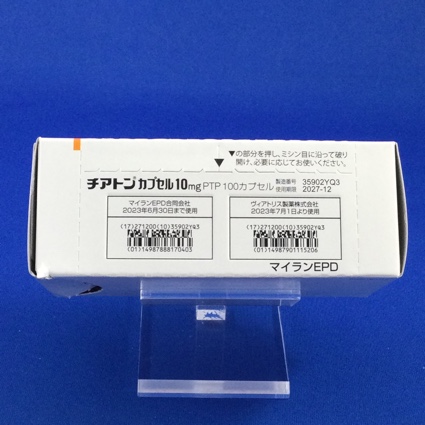 ▼の部分を押し、ミシン目に沿って破り
開け、必要に応じてお使いください。
チアトンカプセル10mg PTP 100カプセル 製造番号 35902YQ3
使用期限 2027-12
マイランEPD合同会社
2023年6月30日まで使用
(17)271200(10)35902YQ3
(01)14987888170403
ヴィアトリス製薬株式会社
2023年7月1日より使用
(17)271200(10)35902YQ3
(01)14987901115206
マイランEPD